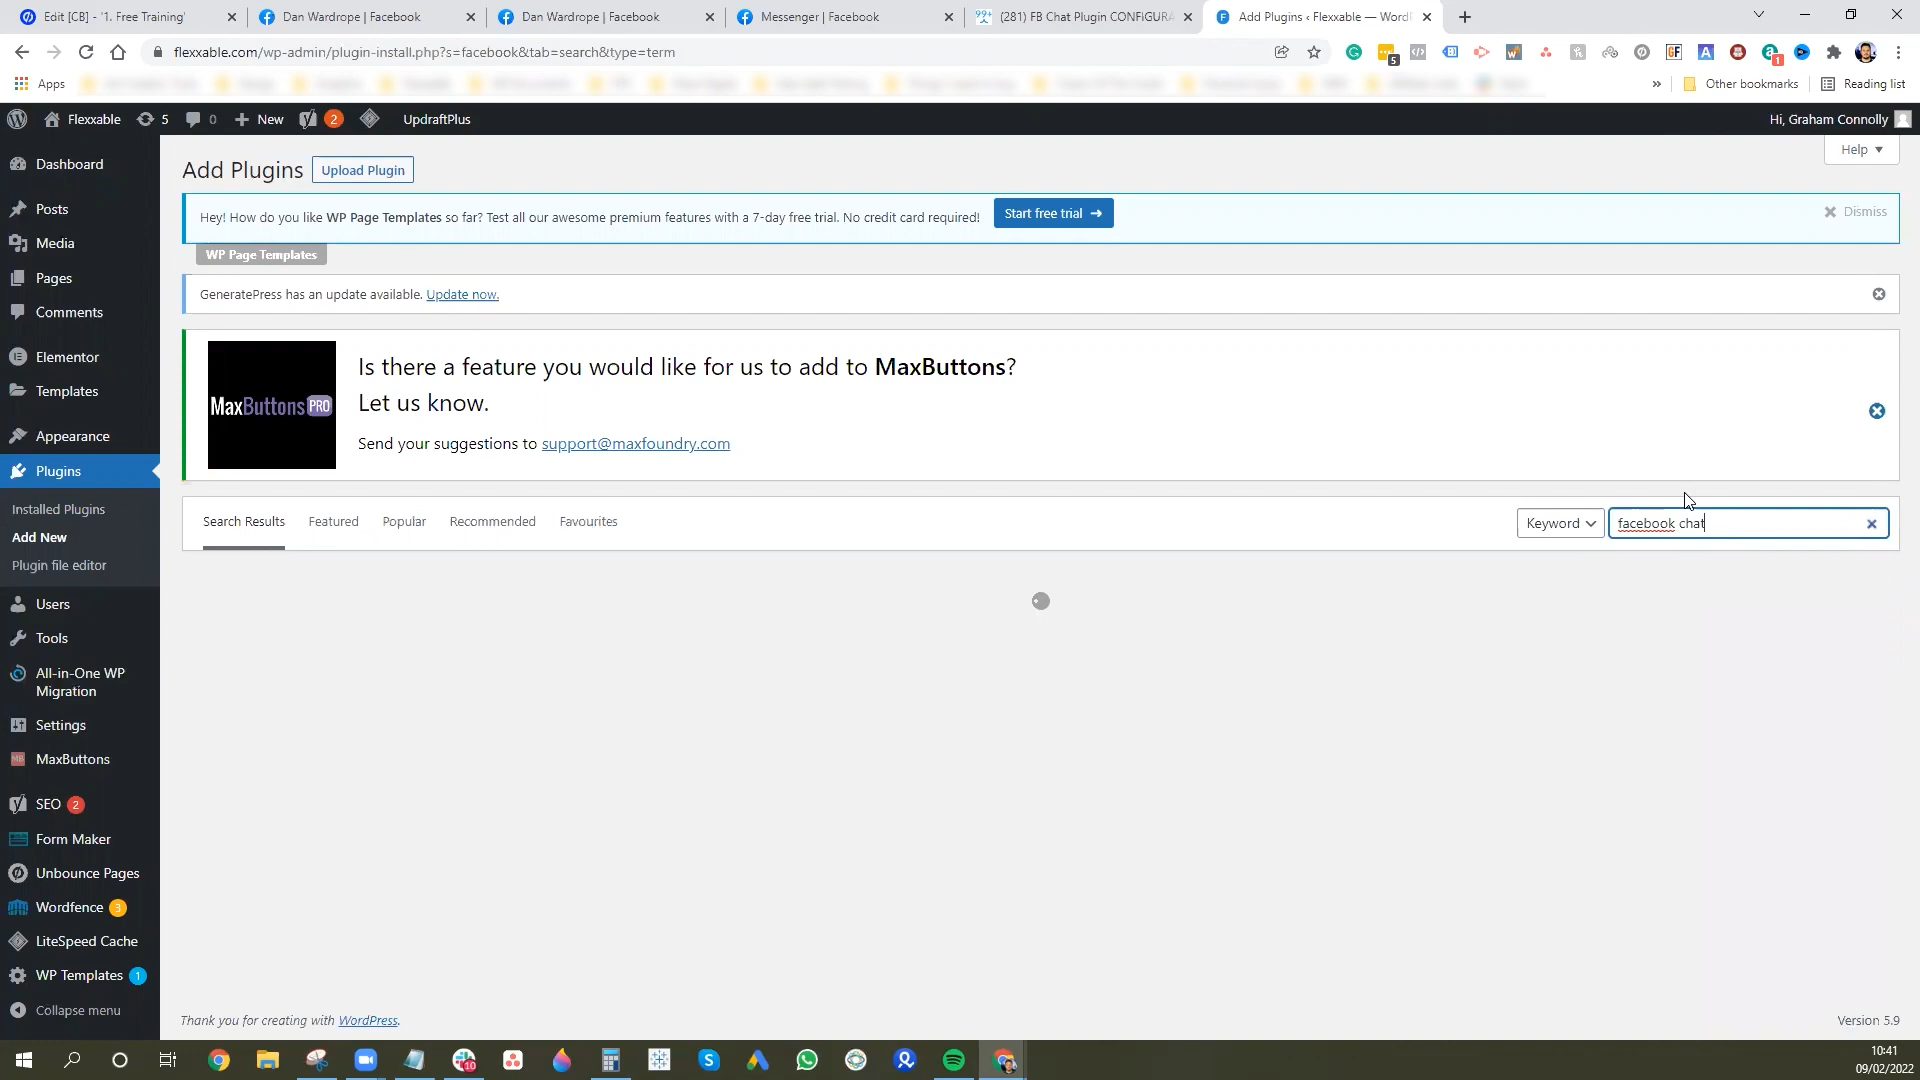 Edit [CB] - '1. Free Training'
Dan Wardrope | Facebook
Dan Wardrope | Facebook
Messenger | Facebook
99+
(281) FB Chat Plugin CONFIGURA
Add Plugins ‹ Flexxable — WordP
flexxable.com/wp-admin/plugin-install.php?s=facebook&tab=search&type=term
5
1
Apps
»
Other bookmarks
Reading list
Flexxable
5
0
New
2
UpdraftPlus
Hi, Graham Connolly
Dashboard
Posts
Media
Pages
Comments
Elementor
Templates
Appearance
Plugins
Installed Plugins
Add New
Plugin file editor
Users
Tools
All-in-One WP
Migration
Settings
MaxButtons
SEO 2
Form Maker
Unbounce Pages
Wordfence 3
LiteSpeed Cache
WP Templates 1
Collapse menu
Help
Add Plugins
Upload Plugin
Hey! How do you like WP Page Templates so far? Test all our awesome premium features with a 7-day free trial. No credit card required!
Start free trial →
Dismiss
WP Page Templates
GeneratePress has an update available. Update now.
MaxButtons PRO
Is there a feature you would like for us to add to MaxButtons?
Let us know.
Send your suggestions to support@maxfoundry.com
Search Results
Featured
Popular
Recommended
Favourites
Keyword
facebook chat
Thank you for creating with WordPress.
Version 5.9
10
10:41
09/02/2022